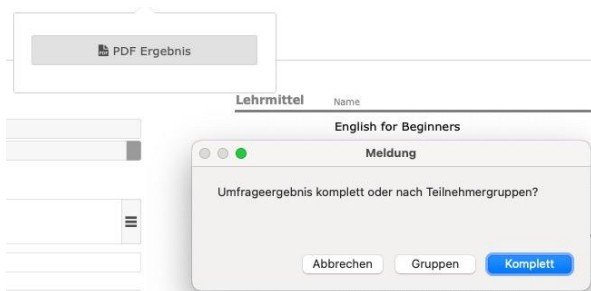 PDF Ergebnis
Lehrmittel Name
English for Beginners
Meldung
Umfrageergebnis komplett oder nach Teilnehmergruppen?
Abbrechen Gruppen Komplett